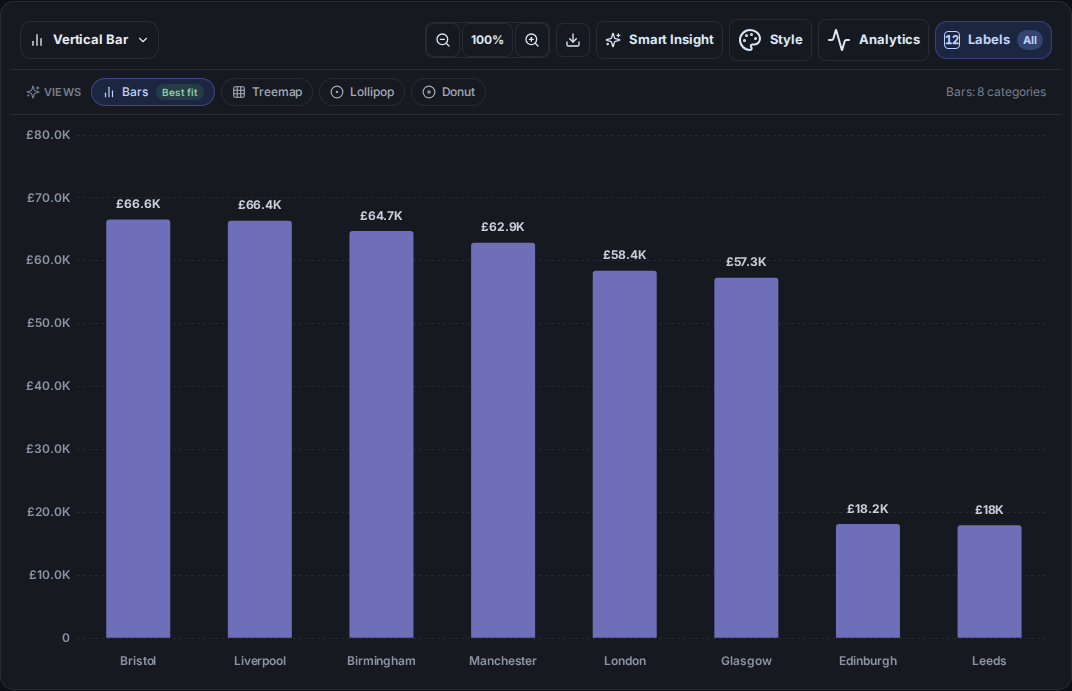 Vertical Bar
100%
Smart Insight
Style
Analytics
12 Labels All
VIEWS
Bars Best fit
Treemap
Lollipop
Donut
Bars: 8 categories
£80.0K
£70.0K
£60.0K
£50.0K
£40.0K
£30.0K
£20.0K
£10.0K
0
£66.6K
£66.4K
£64.7K
£62.9K
£58.4K
£57.3K
£18.2K
£18K
Bristol
Liverpool
Birmingham
Manchester
London
Glasgow
Edinburgh
Leeds